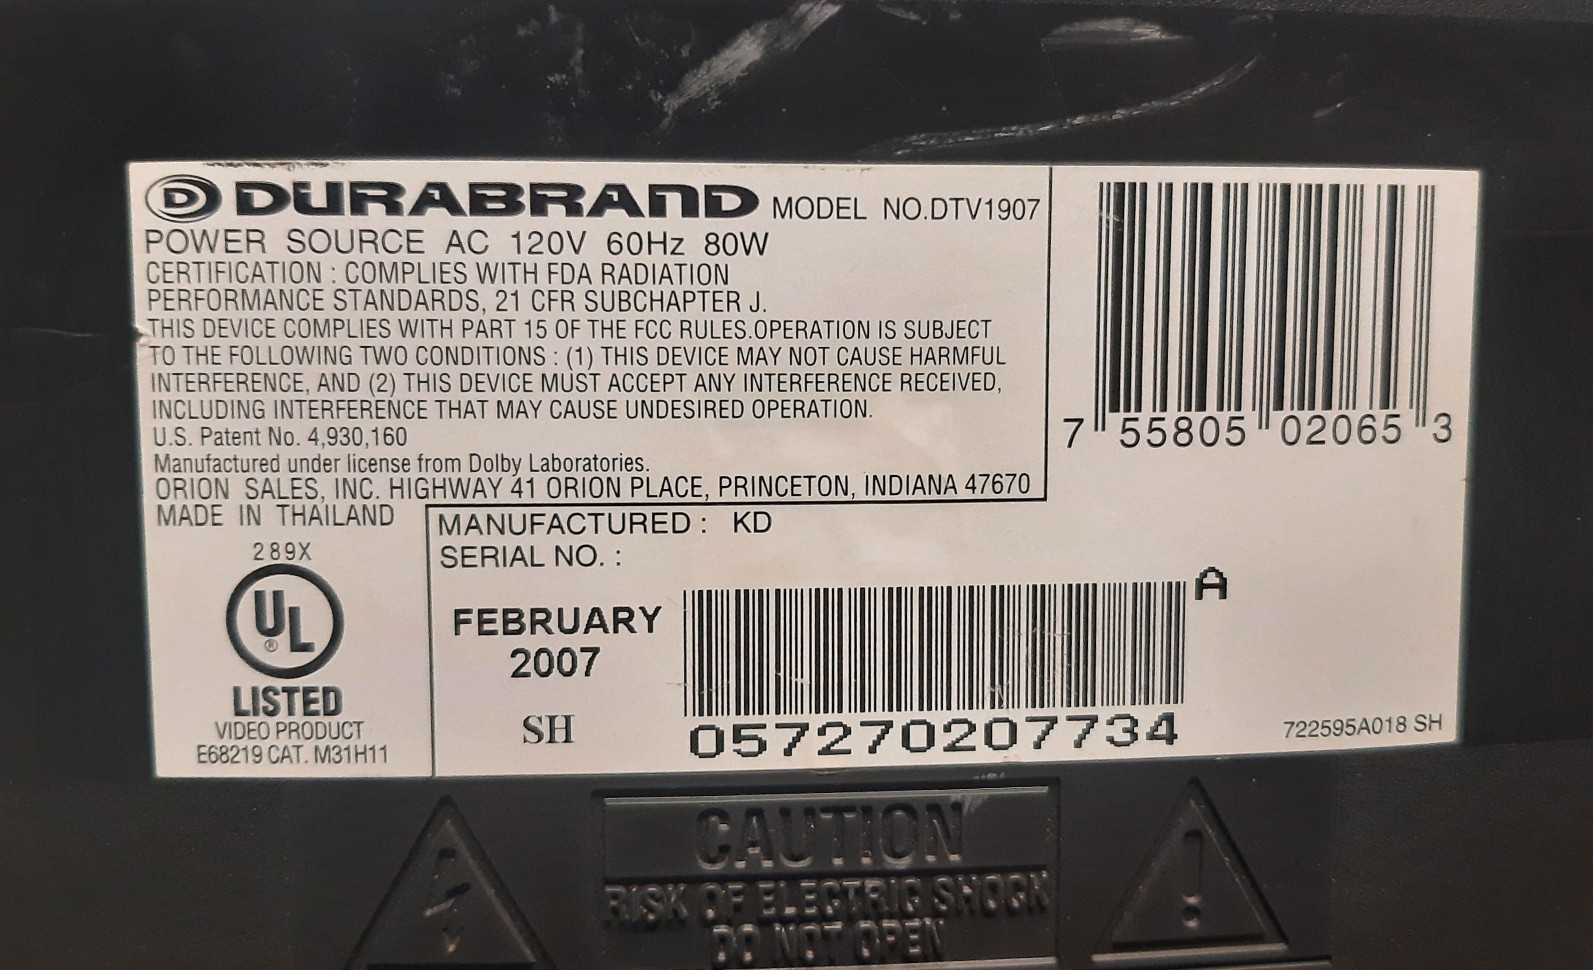 D DURABRAND MODEL NO.DTV1907
POWER SOURCE AC 120V 60Hz 80W
CERTIFICATION : COMPLIES WITH FDA RADIATION
PERFORMANCE STANDARDS, 21 CFR SUBCHAPTER J.
THIS DEVICE COMPLIES WITH PART 15 OF THE FCC RULES.OPERATION IS SUBJECT
TO THE FOLLOWING TWO CONDITIONS : (1) THIS DEVICE MAY NOT CAUSE HARMFUL
INTERFERENCE, AND (2) THIS DEVICE MUST ACCEPT ANY INTERFERENCE RECEIVED,
INCLUDING INTERFERENCE THAT MAY CAUSE UNDESIRED OPERATION.
U.S. Patent No. 4,930,160
Manufactured under license from Dolby Laboratories.
ORION SALES, INC. HIGHWAY 41 ORION PLACE, PRINCETON, INDIANA 47670
MADE IN THAILAND
7 55805 02065 3
289X
UL ®
LISTED
VIDEO PRODUCT
E68219 CAT. M31H11
MANUFACTURED : KD
SERIAL NO. :
FEBRUARY
2007
SH
A
057270207734
722595A018 SH
CAUTION
RISK OF ELECTRIC SHOCK
DO NOT OPEN